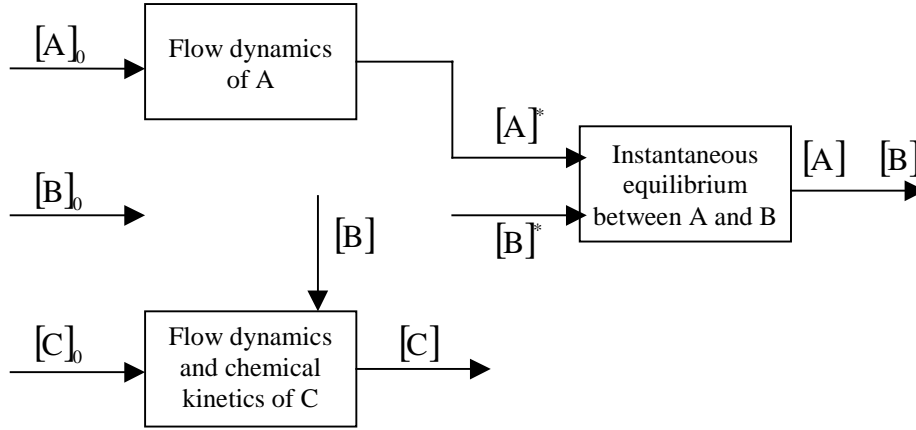 [A]₀
Flow dynamics
of A
[A]*
Instantaneous
equilibrium
between A and B
[A] [B]
[B]₀
[B]
[B]*
[C]₀
Flow dynamics
and chemical
kinetics of C
[C]